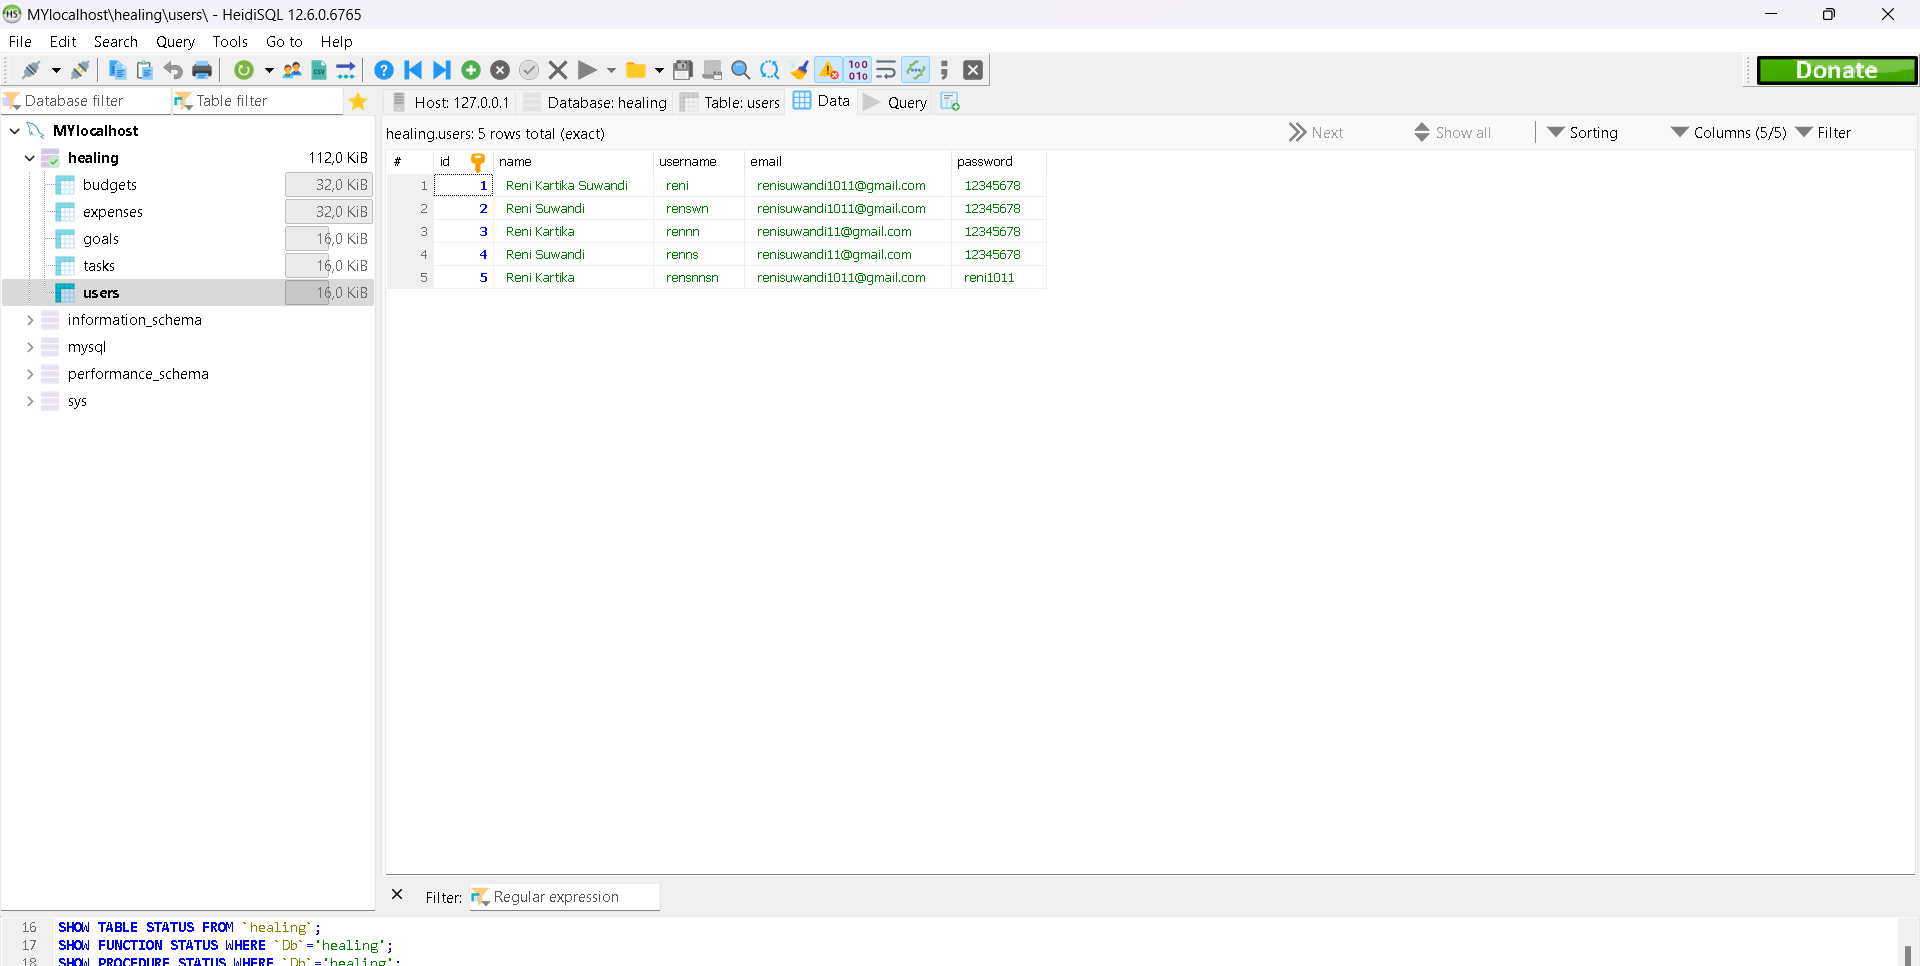 MYlocalhost\healing\users\ - HeidiSQL 12.6.0.6765
File Edit Search Query Tools Go to Help
Donate
Database filter Table filter
Host: 127.0.0.1 Database: healing Table: users Data Query
healing.users: 5 rows total (exact) Next Show all Sorting Columns (5/5) Filter
MYlocalhost
healing 112,0 KiB
budgets 32,0 KiB
expenses 32,0 KiB
goals 16,0 KiB
tasks 16,0 KiB
users 16,0 KiB
information_schema
mysql
performance_schema
sys
# id name username email password
1 1 Reni Kartika Suwandi reni renisuwandi1011@gmail.com 12345678
2 2 Reni Suwandi renswn renisuwandi1011@gmail.com 12345678
3 3 Reni Kartika rennn renisuwandi11@gmail.com 12345678
4 4 Reni Suwandi renns renisuwandi11@gmail.com 12345678
5 5 Reni Kartika rensnnsn renisuwandi1011@gmail.com reni1011
Filter: Regular expression
16 SHOW TABLE STATUS FROM `healing`;
17 SHOW FUNCTION STATUS WHERE `Db`='healing';
18 SHOW PROCEDURE STATUS WHERE `Db`='healing';